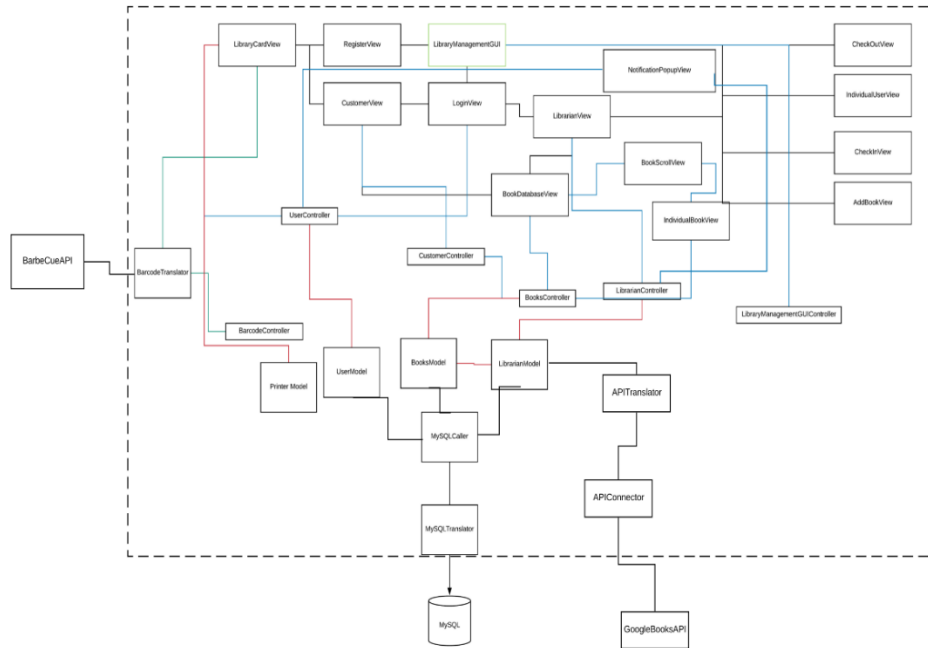 LibraryCardView
RegisterView
LibraryManagementGUI
CheckOutView
NotificationPopupView
IndividualUserView
CustomerView
LoginView
LibrarianView
CheckInView
BookScrollView
BookDatabaseView
AddBookView
UserController
IndividualBookView
BarbeCueAPI
BarcodeTranslator
CustomerController
LibrarianController
BooksController
LibraryManagementGUIController
BarcodeController
BooksModel
LibrarianModel
UserModel
Printer Model
APITranslator
MySQLCaller
APIConnector
MySQLTranslator
MySQL
GoogleBooksAPI